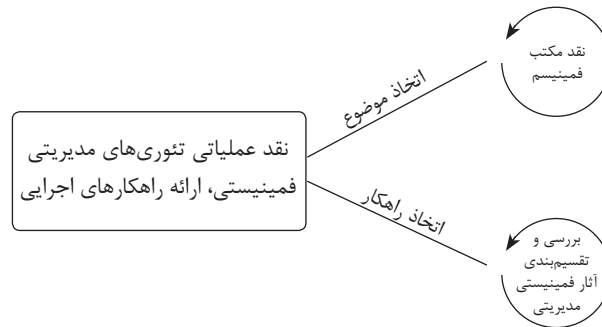 نقد مکتب
فمینیسم
اتخاذ موضوع
نقد عملیاتی تئوری‌های مدیریتی
فمینیستی، ارائه راهکارهای اجرایی
اتخاذ راهکار
بررسی و
تقسیم‌بندی
آثار فمینیستی
مدیریتی